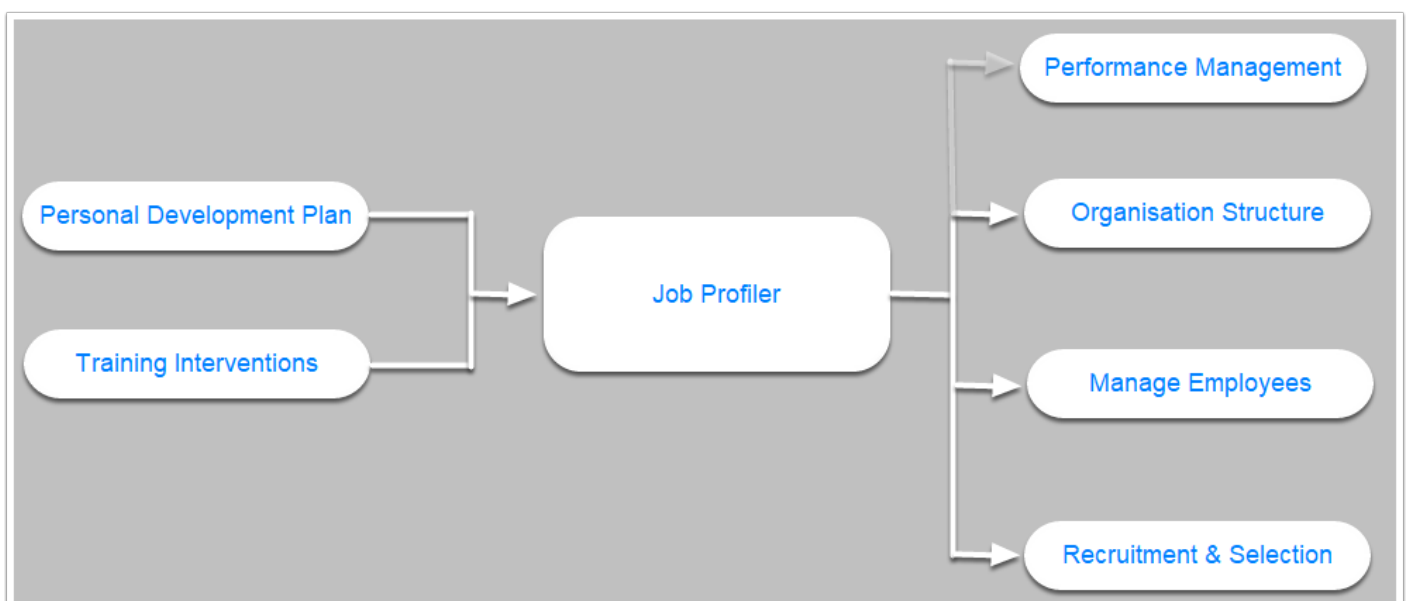 Performance Management
Personal Development Plan
Organisation Structure
Job Profiler
Training Interventions
Manage Employees
Recruitment & Selection